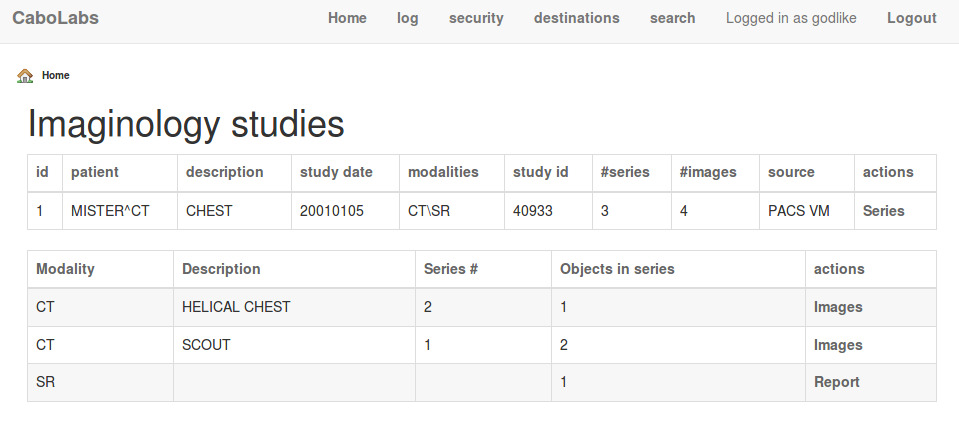 CaboLabs Home log security destinations search Logged in as godlike Logout
Home
Imaginology studies
id patient description study date modalities study id #series #images source actions
1 MISTER^CT CHEST 20010105 CT\SR 40933 3 4 PACS VM Series
Modality Description Series # Objects in series actions
CT HELICAL CHEST 2 1 Images
CT SCOUT 1 2 Images
SR 1 Report